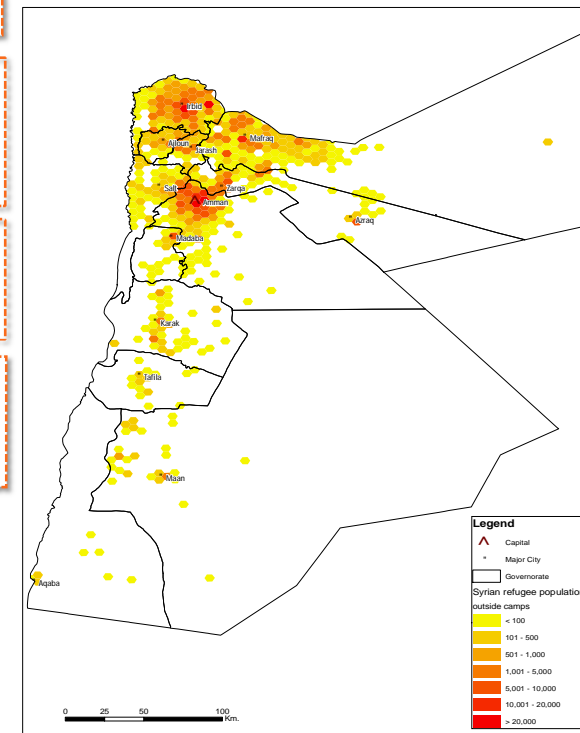 Irbid
Mafraq
Ajloun
Jarash
Salt
Zarqa
Amman
Azraq
Madaba
Karak
Tafila
Maan
Aqaba
Legend
Capital
Major City
Governorate
Syrian refugee population
outside camps
< 100
101 - 500
501 - 1,000
1,001 - 5,000
5,001 - 10,000
10,001 - 20,000
> 20,000
0 25 50 100
Km.